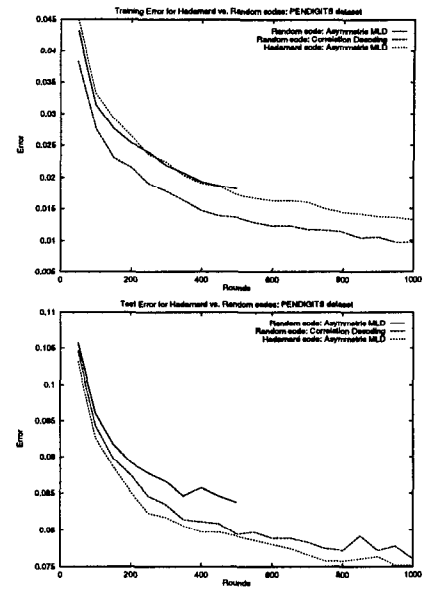 Training Error for Hadamard vs. Random codes: PENDIGITS dataset
0.045
0.04
0.035
0.03
0.025
0.02
0.015
0.01
0.005
Error
Random code: Asymmetric MLD
Random code: Correlation Decoding
Hadamard code: Asymmetric MLD
0 200 400 600 800 1000
Rounds
Test Error for Hadamard vs. Random codes: PENDIGITS dataset
0.11
0.105
0.1
0.095
0.09
0.085
0.08
0.075
Error
Random code: Asymmetric MLD
Random code: Correlation Decoding
Hadamard code: Asymmetric MLD
0 200 400 600 800 1000
Rounds